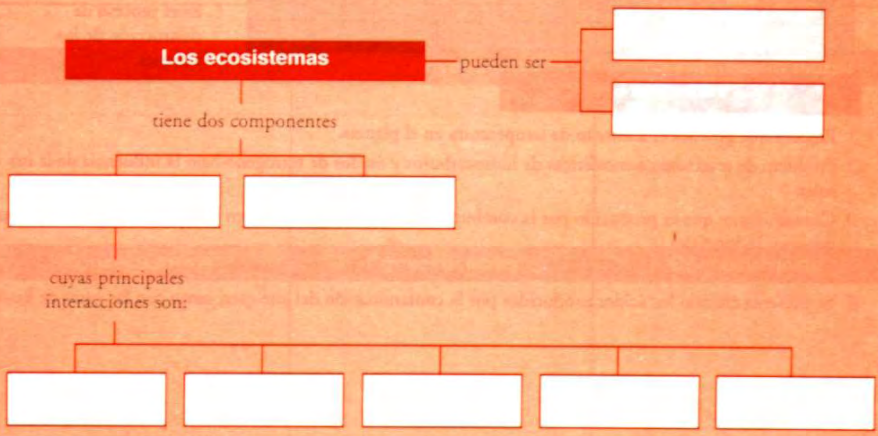 Los ecosistemas
pueden ser
tiene dos componentes
cuyas principales
interacciones son: